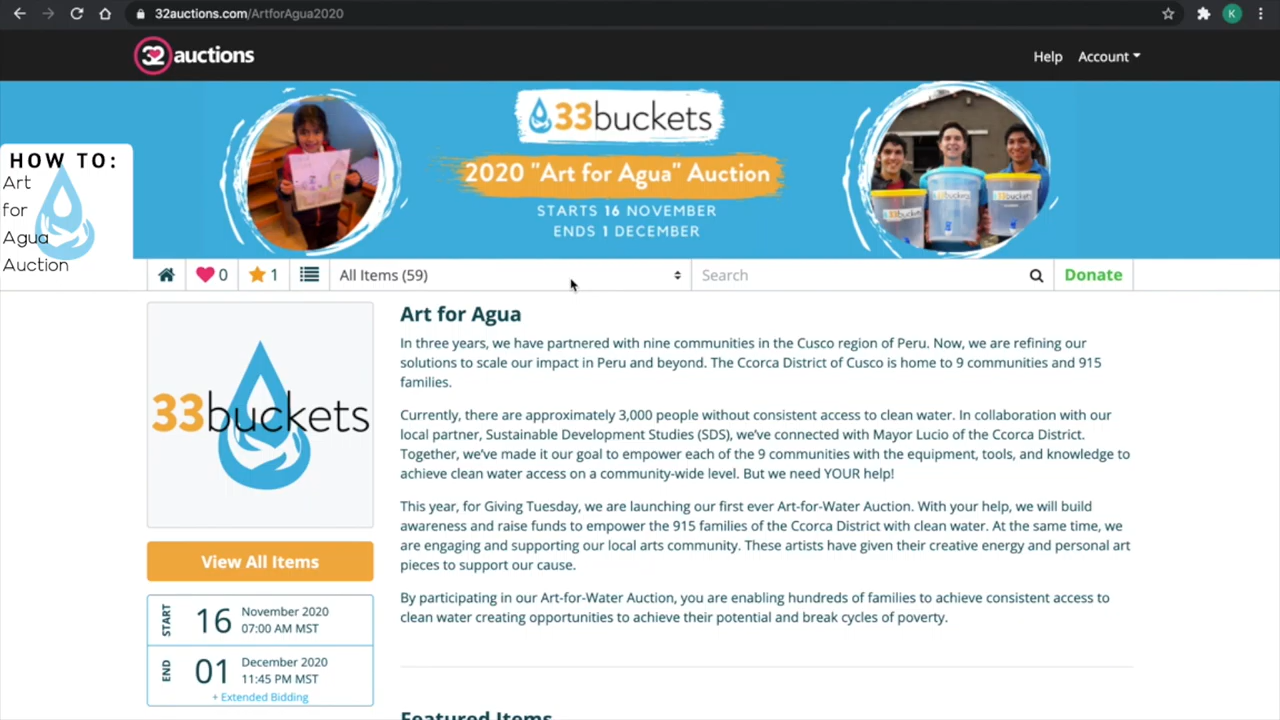 32auctions.com/ArtforAgua2020
K
32 auctions
Help
Account
33buckets
2020 "Art for Agua" Auction
STARTS 16 NOVEMBER
ENDS 1 DECEMBER
33buckets
33buckets
33buckets
HOW TO:
Art
for
Agua
Auction
0
1
All Items (59)
Search
Donate
33buckets
View All Items
START
16
November 2020
07:00 AM MST
END
01
December 2020
11:45 PM MST
+ Extended Bidding
Art for Agua
In three years, we have partnered with nine communities in the Cusco region of Peru. Now, we are refining our
solutions to scale our impact in Peru and beyond. The Ccorca District of Cusco is home to 9 communities and 915
families.
Currently, there are approximately 3,000 people without consistent access to clean water. In collaboration with our
local partner, Sustainable Development Studies (SDS), we've connected with Mayor Lucio of the Ccorca District.
Together, we've made it our goal to empower each of the 9 communities with the equipment, tools, and knowledge to
achieve clean water access on a community-wide level. But we need YOUR help!
This year, for Giving Tuesday, we are launching our first ever Art-for-Water Auction. With your help, we will build
awareness and raise funds to empower the 915 families of the Ccorca District with clean water. At the same time, we
are engaging and supporting our local arts community. These artists have given their creative energy and personal art
pieces to support our cause.
By participating in our Art-for-Water Auction, you are enabling hundreds of families to achieve consistent access to
clean water creating opportunities to achieve their potential and break cycles of poverty.
Featured Items